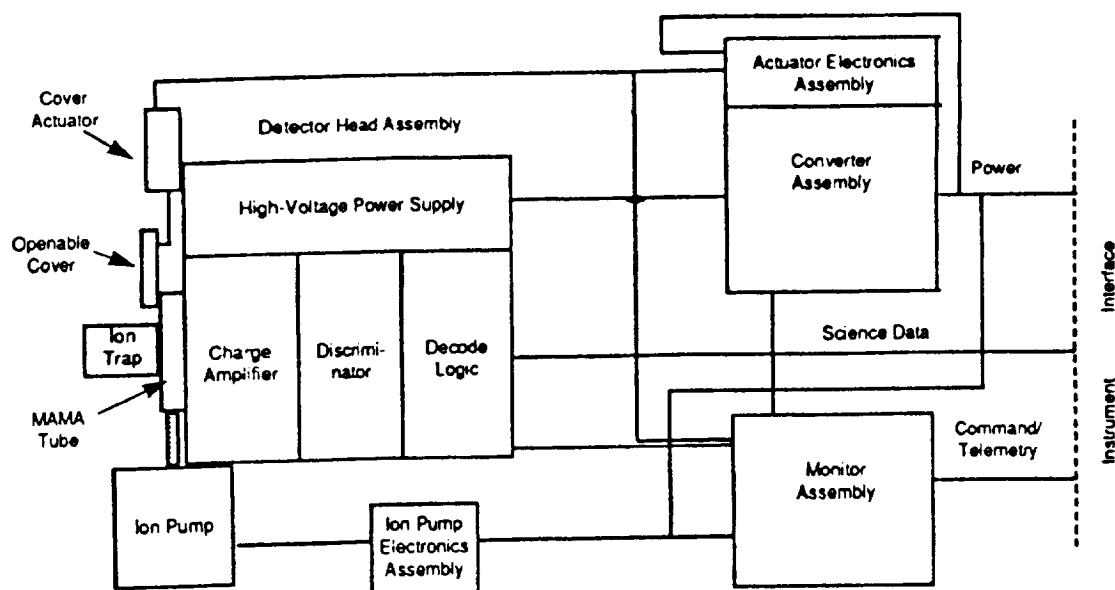 Cover
Actuator
Detector Head Assembly
Actuator Electronics
Assembly
Converter
Assembly
Power
High-Voltage Power Supply
Openable
Cover
Ion
Trap
Charge
Amplifier
Discrimi-
nator
Decode
Logic
Science Data
Interface
Instrument
MAMA
Tube
Command/
Telemetry
Monitor
Assembly
Ion Pump
Ion Pump
Electronics
Assembly